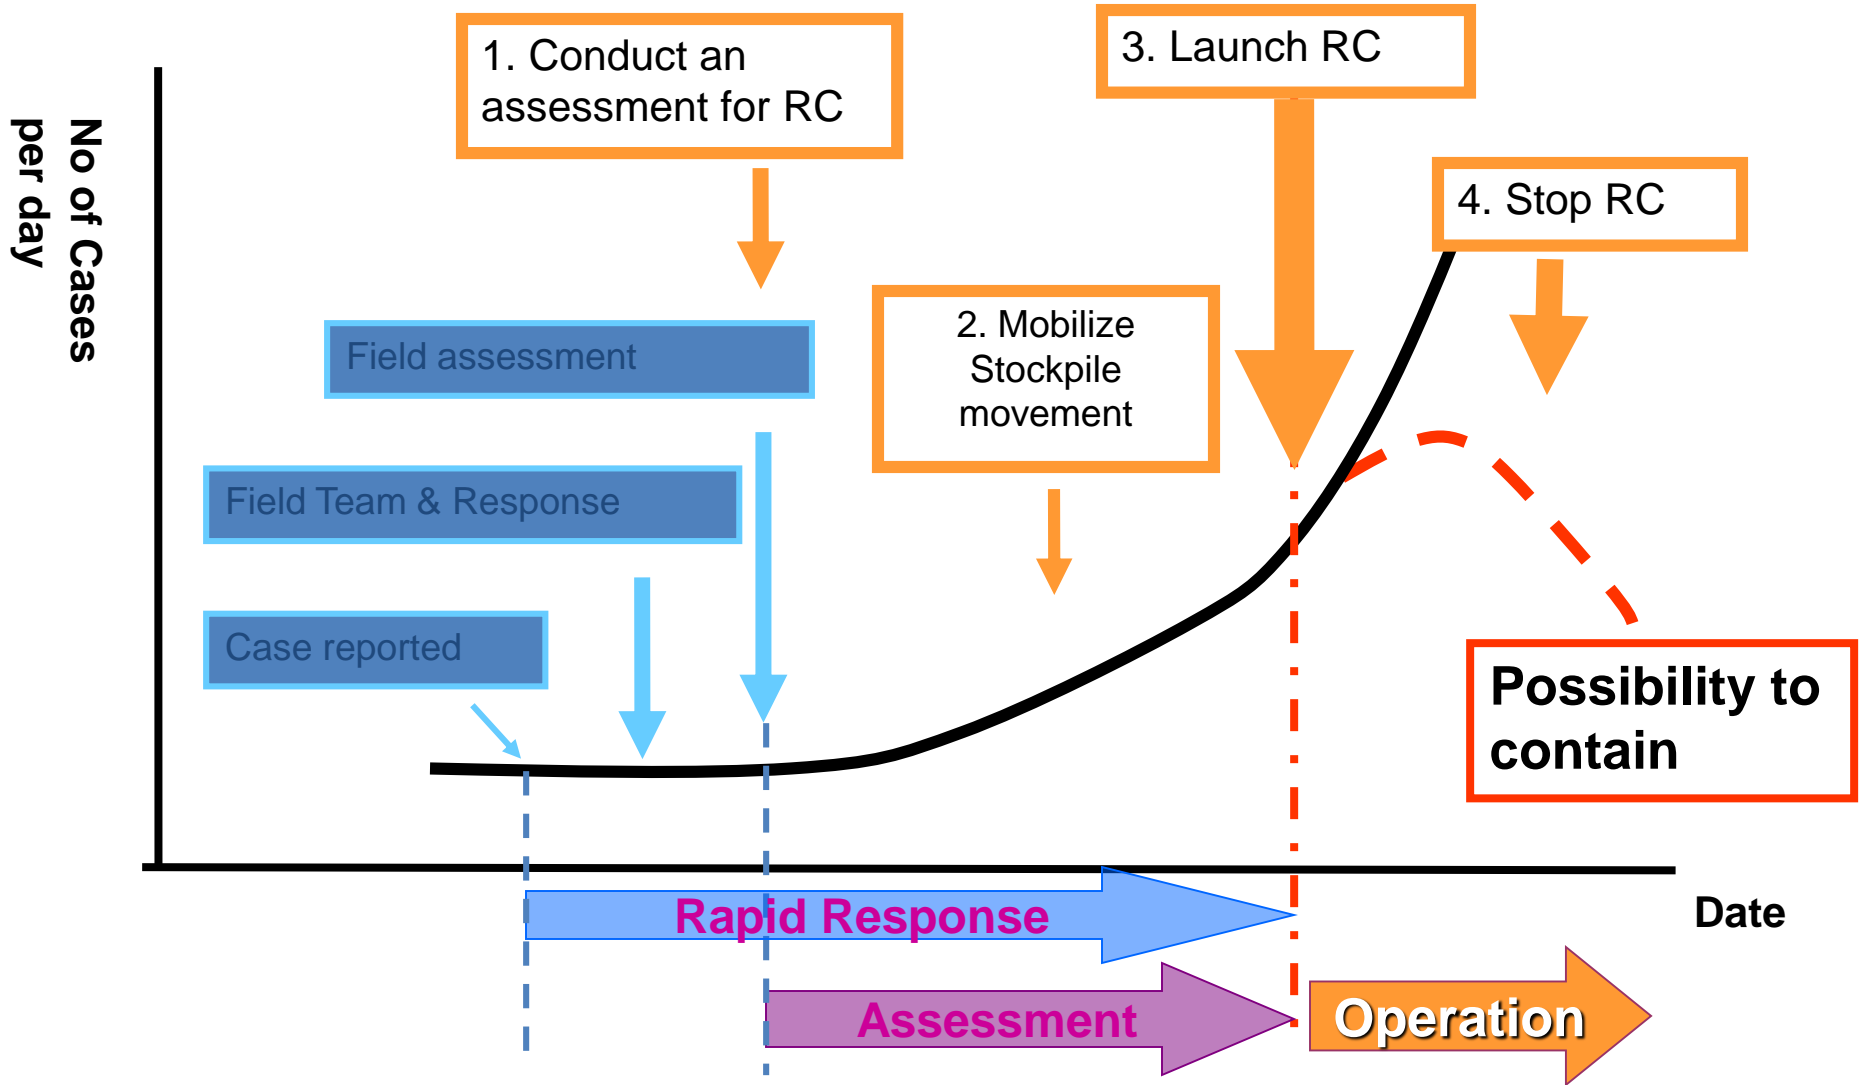 1. Conduct an
assessment for RC
3. Launch RC
No of Cases
per day
4. Stop RC
2. Mobilize
Stockpile
movement
Field assessment
Field Team & Response
Case reported
Possibility to
contain
Rapid Response
Date
Assessment
Operation